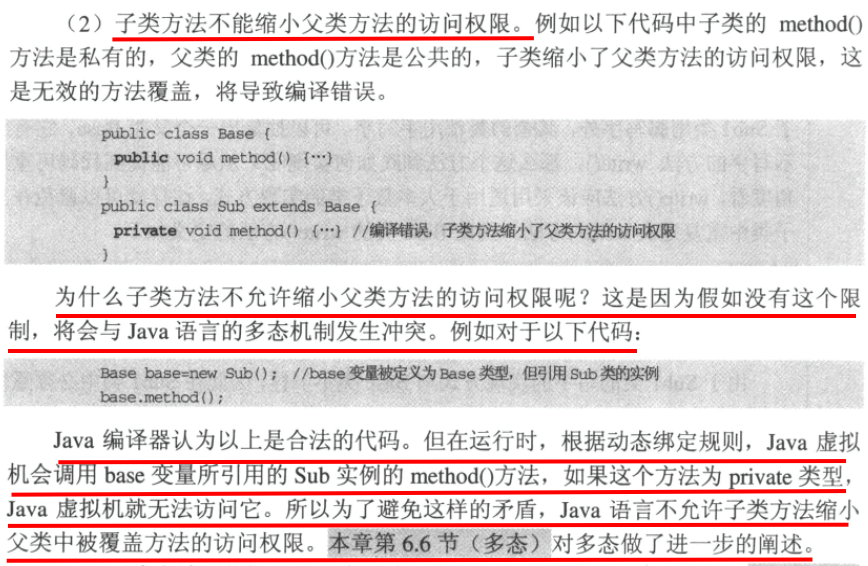 （2）子类方法不能缩小父类方法的访问权限。例如以下代码中子类的 method()
方法是私有的，父类的 method()方法是公共的，子类缩小了父类方法的访问权限，这
是无效的方法覆盖，将导致编译错误。
public class Base {
public void method() {…}
}
public class Sub extends Base {
private void method() {…} //编译错误，子类方法缩小了父类方法的访问权限
}
为什么子类方法不允许缩小父类方法的访问权限呢？这是因为假如没有这个限
制，将会与 Java 语言的多态机制发生冲突。例如对于以下代码：
Base base=new Sub(); //base 变量被定义为 Base 类型，但引用 Sub 类的实例
base.method();
Java 编译器认为以上是合法的代码。但在运行时，根据动态绑定规则，Java 虚拟
机会调用 base 变量所引用的 Sub 实例的 method()方法，如果这个方法为 private 类型，
Java 虚拟机就无法访问它。所以为了避免这样的矛盾，Java 语言不允许子类方法缩小
父类中被覆盖方法的访问权限。本章第 6.6 节（多态）对多态做了进一步的阐述。